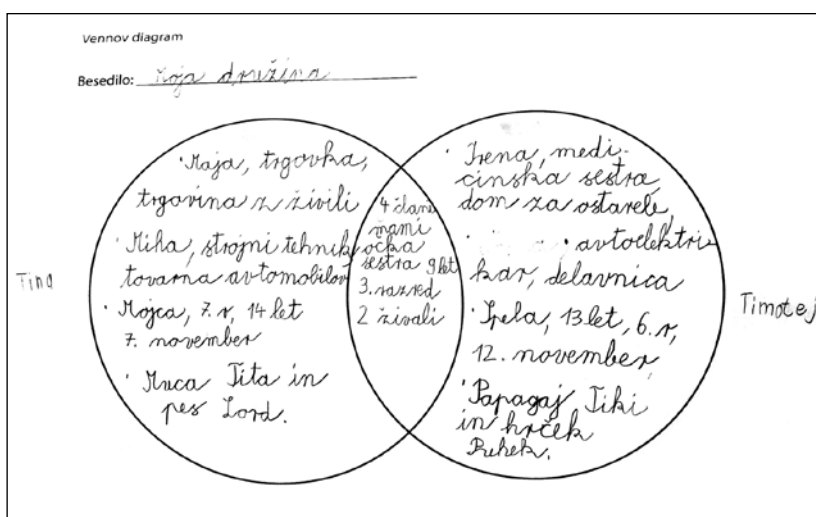 Vennov diagram
Besedilo: Moja družina
Tina
· Maja, trgovka,
trgovina z živili
· Miha, strojni tehnik,
tovarna avtomobilov
· Mojca, 7. r, 14 let
7. november
· Muca Tita in
pes Lord.
4 člani
mami
očka
sestra 9 let
3. razred
2 živali
· Irena, medi-
cinska sestra,
dom za ostarele,
· avtoelektri
kar, delavnica
· Špela, 13 let, 6. r,
12. november,
· Papagaj Tiki
in hrček
Puhek.
Timotej